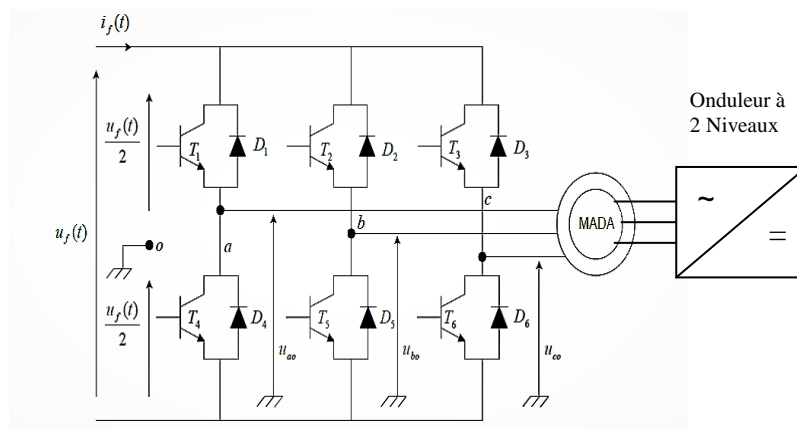 i_f(t)
Onduleur à
2 Niveaux
u_f(t)
2
T_1
D_1
T_2
D_2
T_3
D_3
c
~
b
MADA
u_f(t)
o
a
=
u_f(t)
2
T_4
D_4
T_5
D_5
T_6
D_6
u_ao
u_bo
u_co